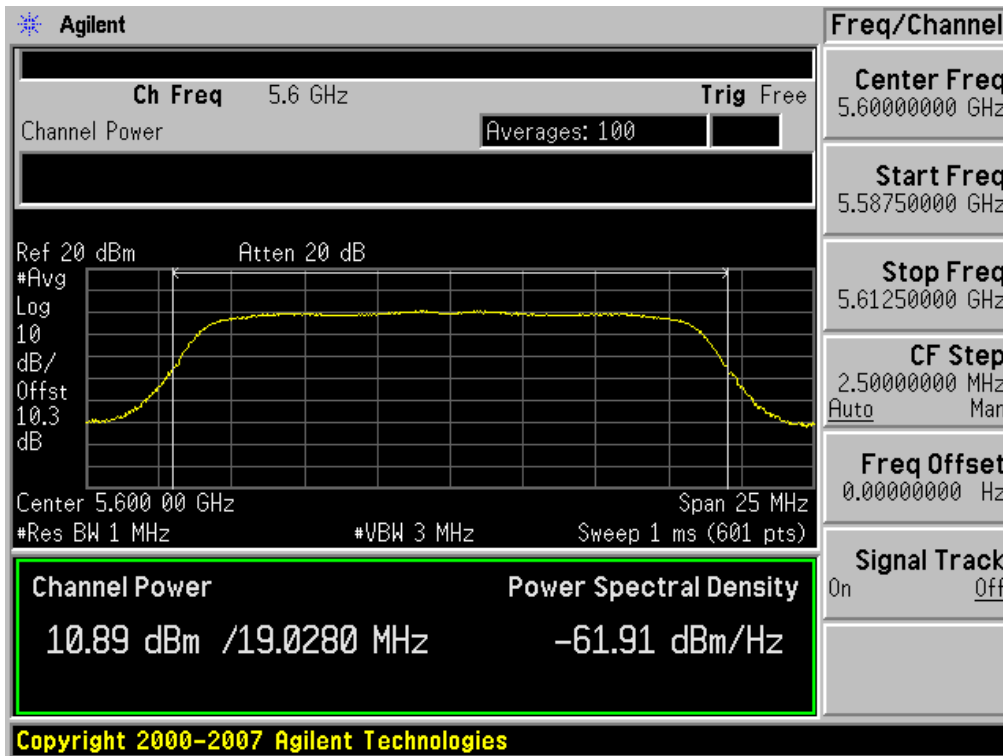 Agilent
Freq/Channel
Ch Freq 5.6 GHz Trig Free
Channel Power Averages: 100
Ref 20 dBm Atten 20 dB
#Avg
Log
10
dB/
Offst
10.3
dB
Center 5.600 00 GHz Span 25 MHz
#Res BW 1 MHz #VBW 3 MHz Sweep 1 ms (601 pts)
Channel Power Power Spectral Density
10.89 dBm /19.0280 MHz -61.91 dBm/Hz
Center Freq
5.60000000 GHz
Start Freq
5.58750000 GHz
Stop Freq
5.61250000 GHz
CF Step
2.50000000 MHz
Auto Man
Freq Offset
0.00000000 Hz
Signal Track
On Off
Copyright 2000-2007 Agilent Technologies